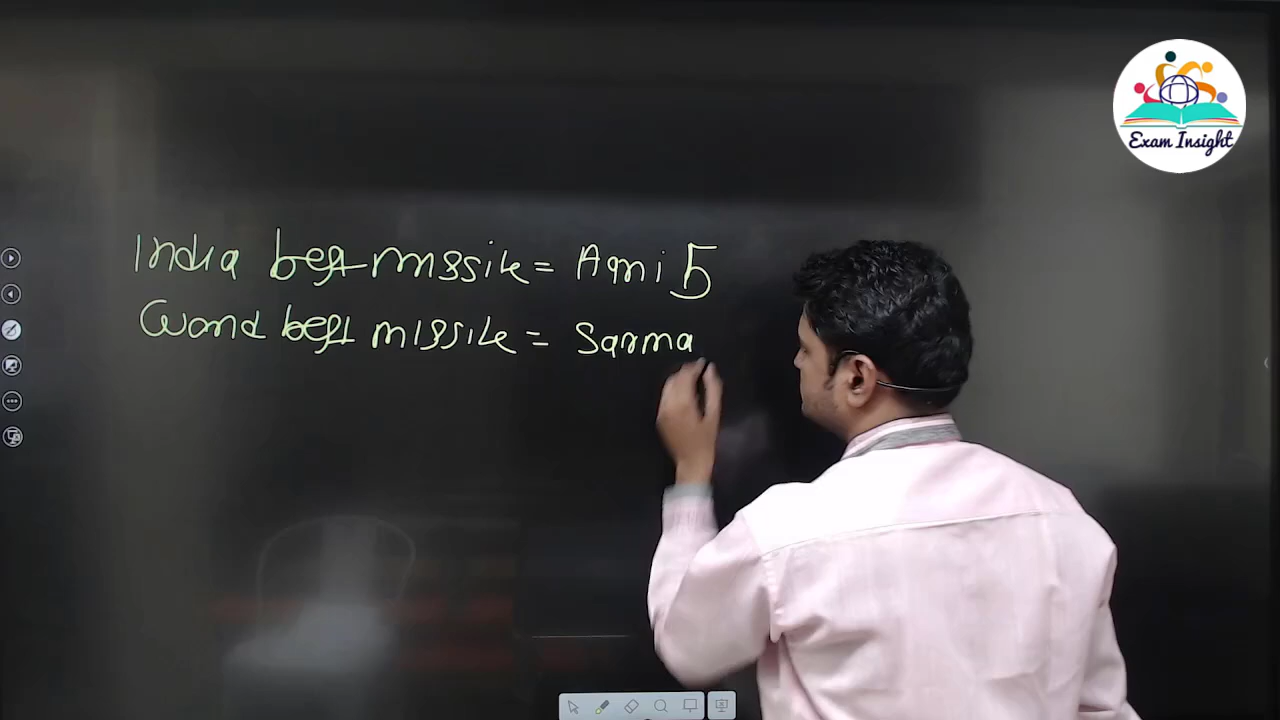 Exam Insight
India best missile = Agni 5
World best missile = Sarma